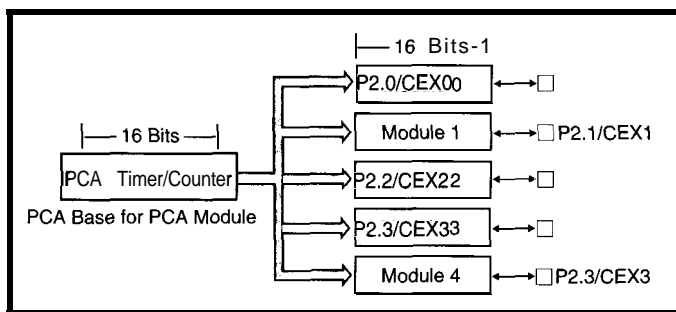 16 Bits-1
P2.0/CEX00
16 Bits
Module 1
P2.1/CEX1
PCA Timer/Counter
P2.2/CEX22
PCA Base for PCA Module
P2.3/CEX33
Module 4
P2.3/CEX3